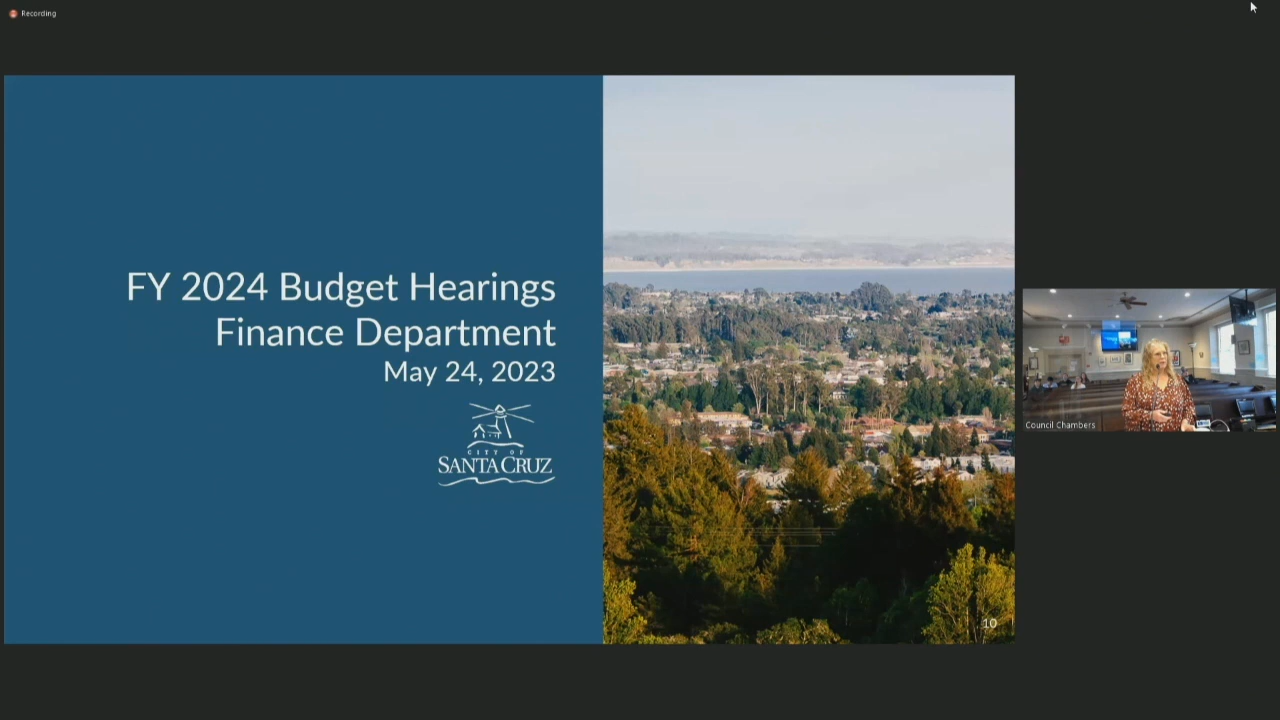 Recording
FY 2024 Budget Hearings
Finance Department
May 24, 2023
CITY OF
SANTA CRUZ
10
Council Chambers